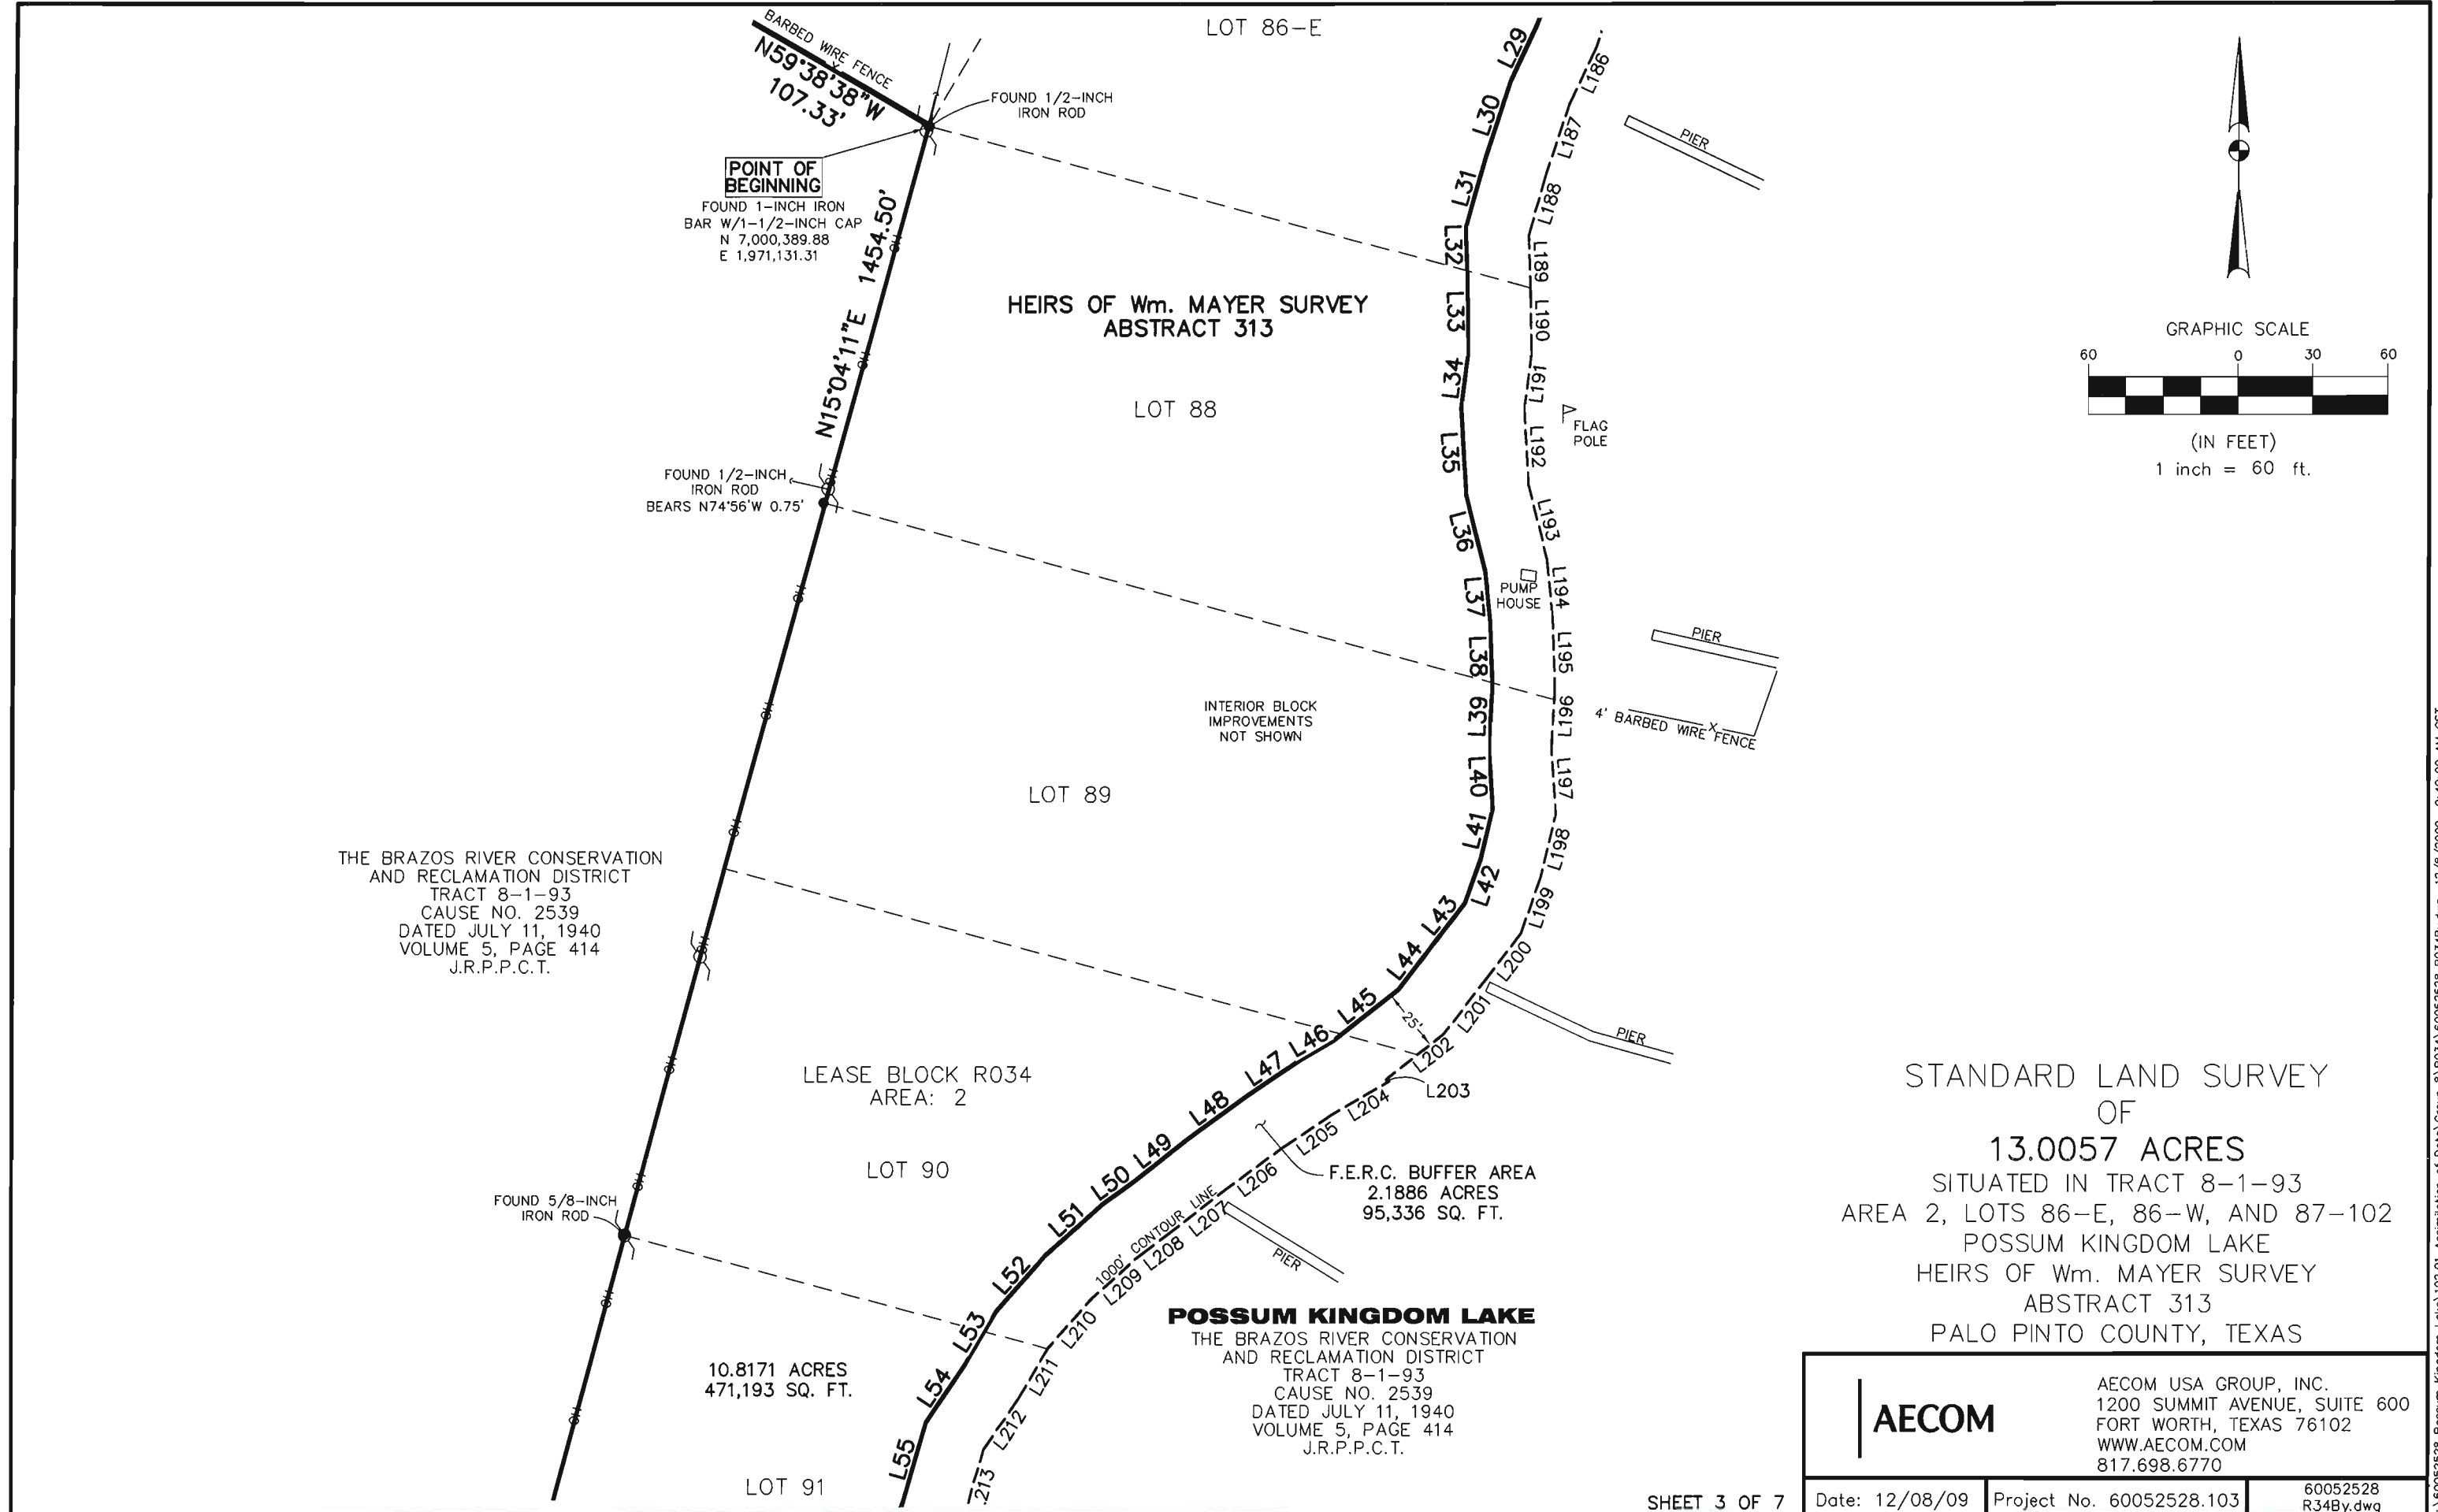 BARBED WIRE FENCE
N59°38'38"W
107.33'
LOT 86-E
FOUND 1/2-INCH
IRON ROD
POINT OF
BEGINNING
FOUND 1-INCH IRON
BAR W/1-1/2-INCH CAP
N 7,000,389.88
E 1,971,131.31
N15°04'11"E 1454.50'
HEIRS OF Wm. MAYER SURVEY
ABSTRACT 313
LOT 88
FOUND 1/2-INCH
IRON ROD
BEARS N74°56'W 0.75'
INTERIOR BLOCK
IMPROVEMENTS
NOT SHOWN
LOT 89
THE BRAZOS RIVER CONSERVATION
AND RECLAMATION DISTRICT
TRACT 8-1-93
CAUSE NO. 2539
DATED JULY 11, 1940
VOLUME 5, PAGE 414
J.R.P.P.C.T.
LEASE BLOCK R034
AREA: 2
LOT 90
FOUND 5/8-INCH
IRON ROD
10.8171 ACRES
471,193 SQ. FT.
LOT 91
OH
OH
OH
OH
OH
OH
OH
OH
OH
OH
OH
L29
L30
L31
L32
L33
L34
L35
L36
L37
L38
L39
L40
L41
L42
L43
L44
L45
L46
L47
L48
L49
L50
L51
L52
L53
L54
L55
L186
L187
L188
L189
L190
L191
L192
L193
L194
L195
L196
L197
L198
L199
L200
L201
L202
L203
L204
L205
L206
L207
L208
L209
L210
L211
L212
213
PIER
FLAG
POLE
PUMP
HOUSE
PIER
4' BARBED WIRE FENCE
X
25'
PIER
F.E.R.C. BUFFER AREA
2.1886 ACRES
95,336 SQ. FT.
1000' CONTOUR LINE
PIER
POSSUM KINGDOM LAKE
THE BRAZOS RIVER CONSERVATION
AND RECLAMATION DISTRICT
TRACT 8-1-93
CAUSE NO. 2539
DATED JULY 11, 1940
VOLUME 5, PAGE 414
J.R.P.P.C.T.
GRAPHIC SCALE
60 0 30 60
(IN FEET)
1 inch = 60 ft.
STANDARD LAND SURVEY
OF
13.0057 ACRES
SITUATED IN TRACT 8-1-93
AREA 2, LOTS 86-E, 86-W, AND 87-102
POSSUM KINGDOM LAKE
HEIRS OF Wm. MAYER SURVEY
ABSTRACT 313
PALO PINTO COUNTY, TEXAS
AECOM
AECOM USA GROUP, INC.
1200 SUMMIT AVENUE, SUITE 600
FORT WORTH, TEXAS 76102
WWW.AECOM.COM
817.698.6770
SHEET 3 OF 7
Date: 12/08/09
Project No. 60052528.103
60052528
R34By.dwg